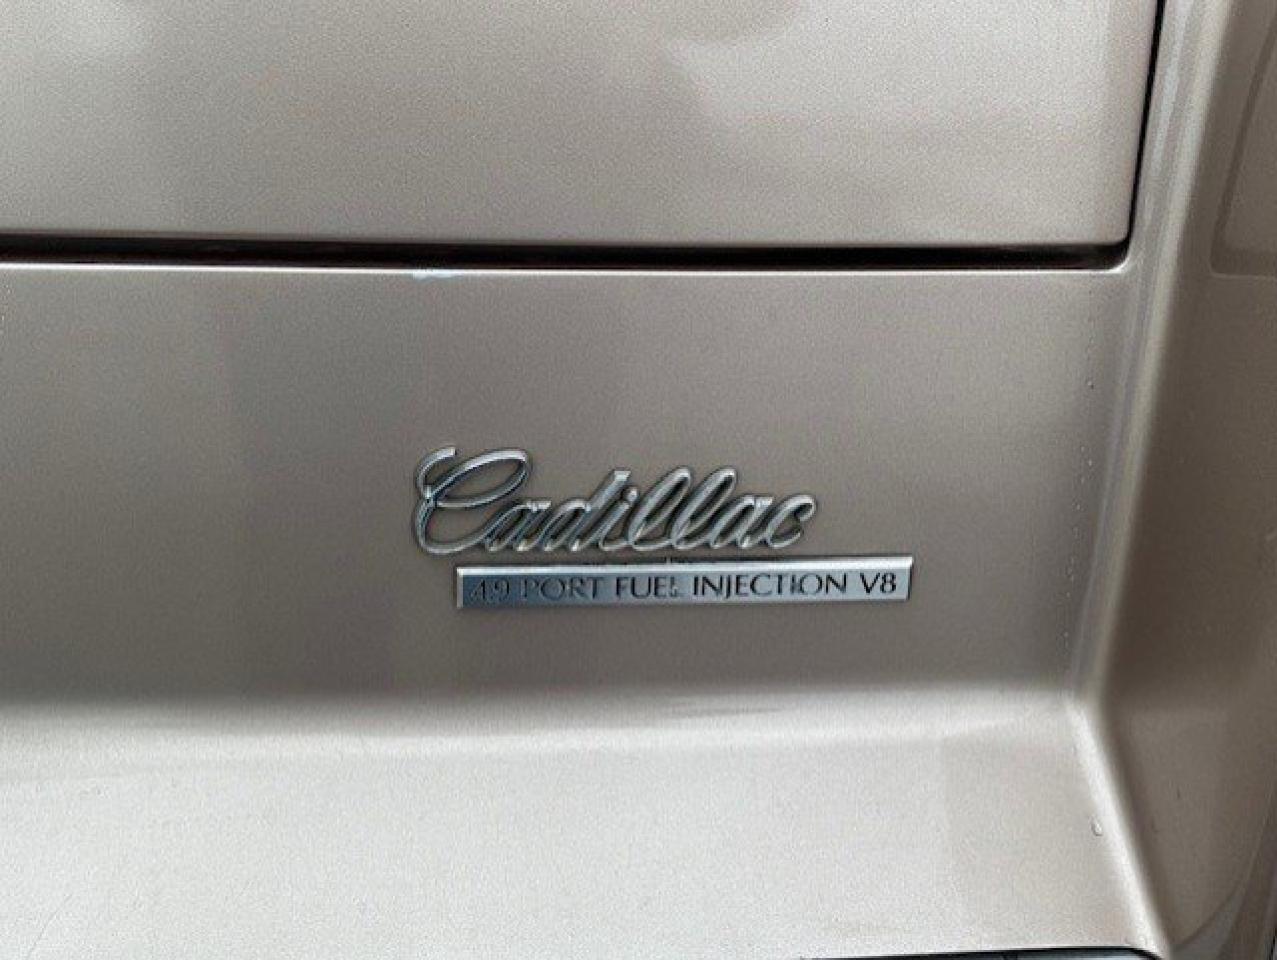 Cadillac
4.9 PORT FUEL INJECTION V8